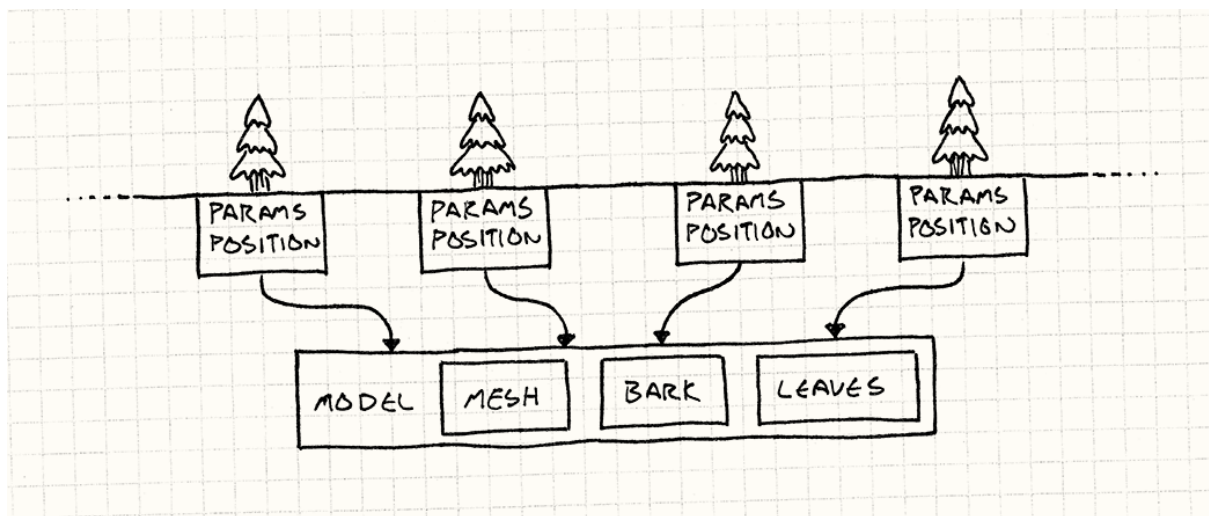 PARAMS
POSITION
PARAMS
POSITION
PARAMS
POSITION
PARAMS
POSITION
MODEL
MESH
BARK
LEAVES